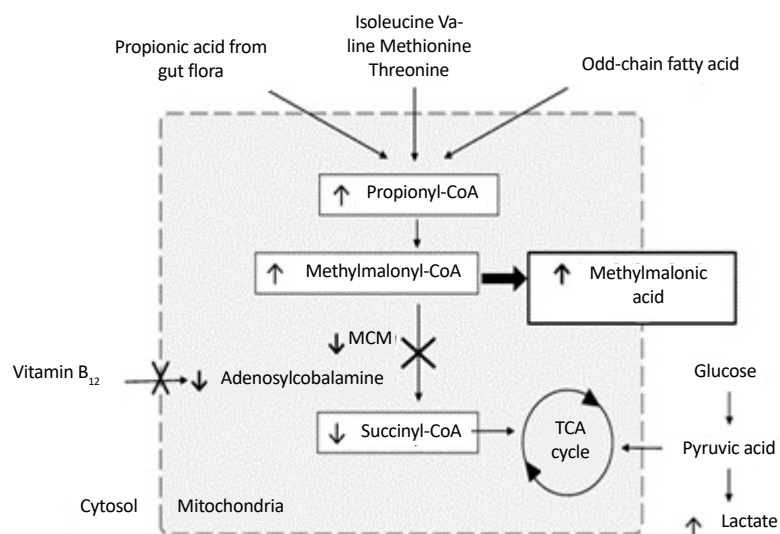 Isoleucine Va-
line Methionine
Threonine
Propionic acid from
gut flora
Odd-chain fatty acid
↑ Propionyl-CoA
↑ Methylmalonyl-CoA
↑ Methylmalonic
acid
↓ MCM
Vitamin B₁₂
↓ Adenosylcobalamine
Glucose
↓ Succinyl-CoA
TCA
cycle
Pyruvic acid
Cytosol
Mitochondria
↑ Lactate